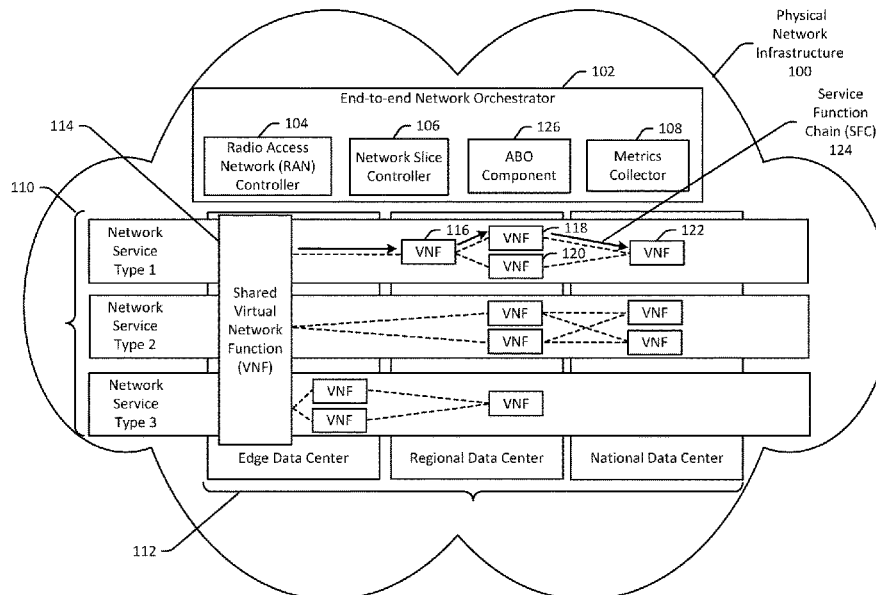 Physical
Network
Infrastructure
100
102
End-to-end Network Orchestrator
Service
Function
Chain (SFC)
124
114
104
106
126
108
Radio Access
Network (RAN)
Controller
Network Slice
Controller
ABO
Component
Metrics
Collector
110
Network
Service
Type 1
116
VNF
118
VNF
120
VNF
122
VNF
Shared
Virtual
Network
Function
(VNF)
Network
Service
Type 2
VNF
VNF
VNF
VNF
Network
Service
Type 3
VNF
VNF
VNF
Edge Data Center
Regional Data Center
National Data Center
112